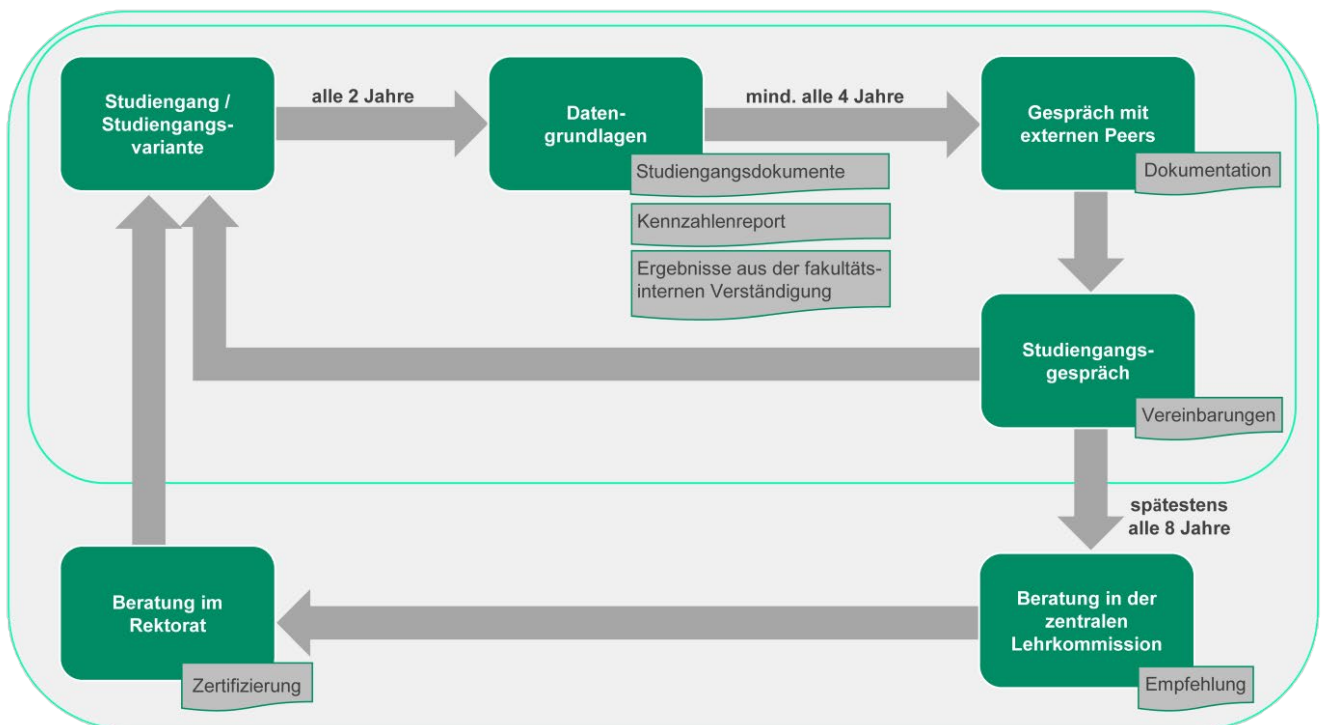 Studiengang /
Studiengangs-
variante
alle 2 Jahre
Daten-
grundlagen
mind. alle 4 Jahre
Gespräch mit
externen Peers
Studiengangsdokumente
Kennzahlenreport
Ergebnisse aus der fakultäts-
internen Verständigung
Dokumentation
Studiengangs-
gespräch
Vereinbarungen
spätestens
alle 8 Jahre
Beratung in der
zentralen
Lehrkommission
Empfehlung
Beratung im
Rektorat
Zertifizierung